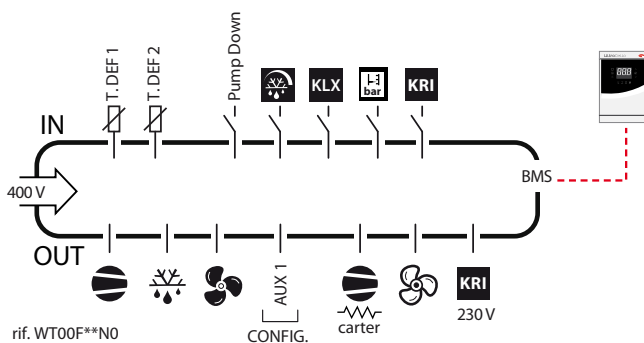 T. DEF 1
T. DEF 2
Pump Down
KLX
bar
KRI
IN
400 V
BMS
OUT
AUX 1
KRI
230 V
carter
CONFIG.
rif. WT00F**N0